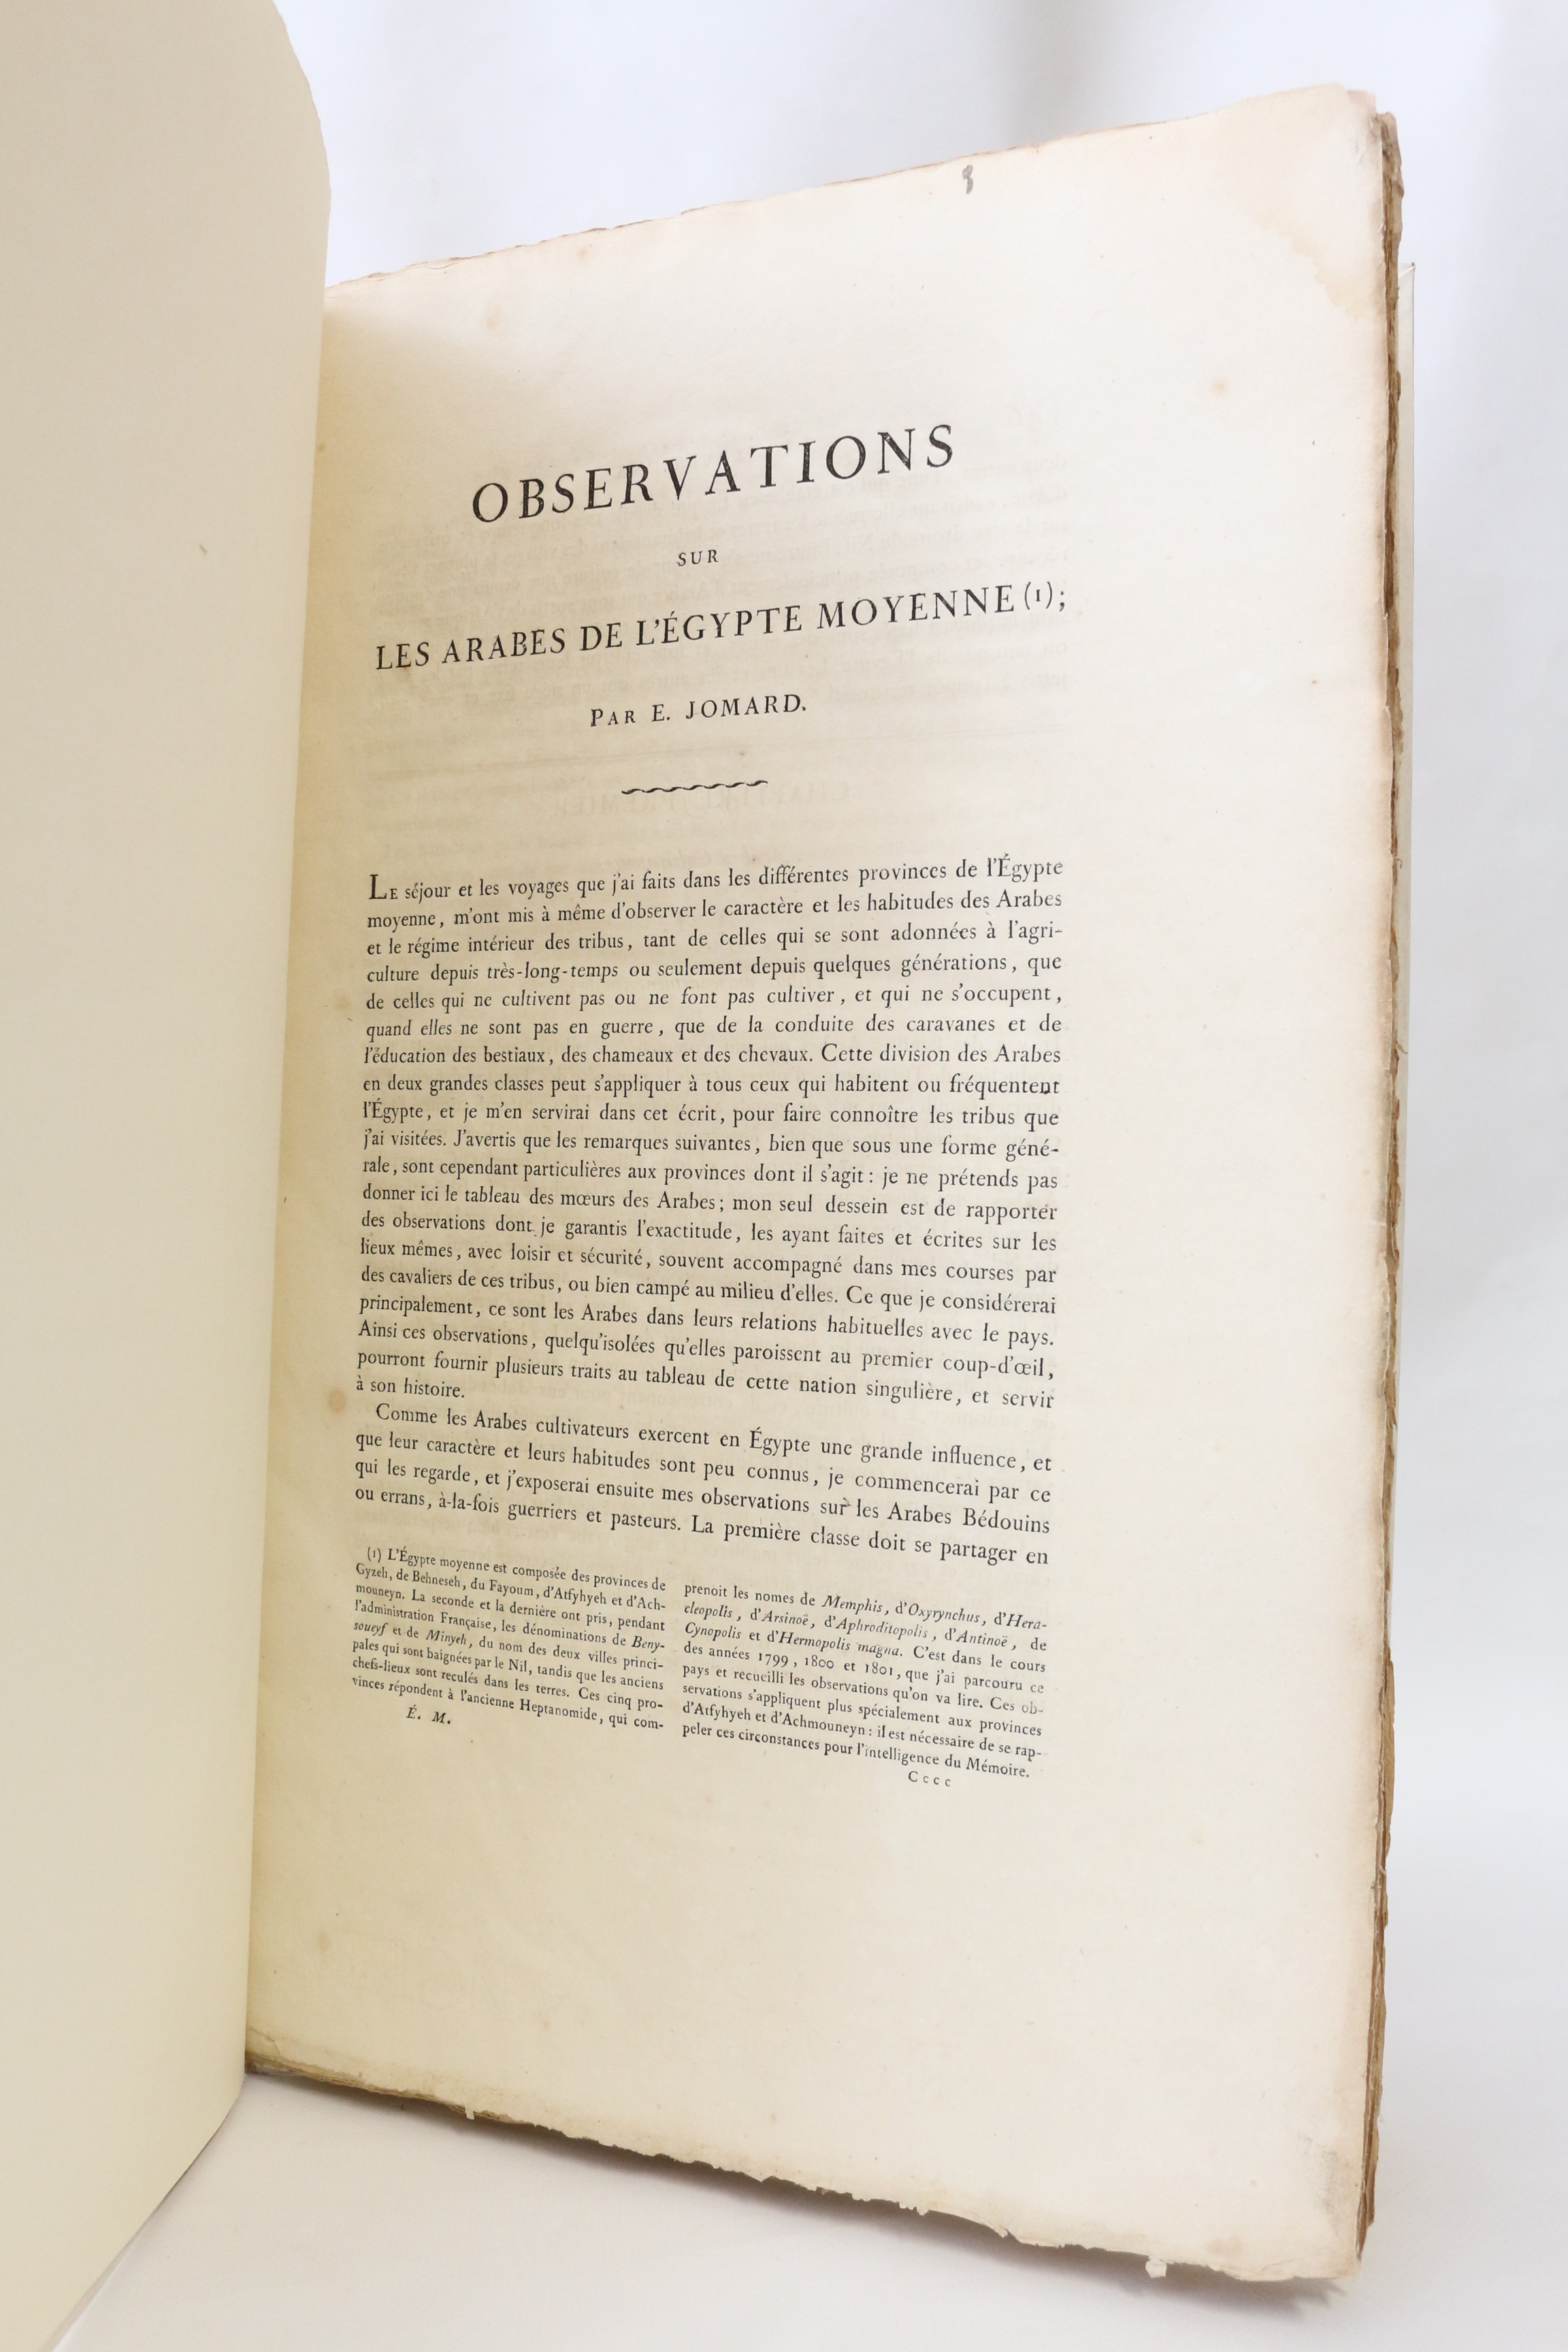 OBSERVATIONS
SUR
LES ARABES DE L'ÉGYPTE MOYENNE (1);
PAR E. JOMARD.
LE séjour et les voyages que j'ai faits dans les différentes provinces de l'Égypte
moyenne, m'ont mis à même d'observer le caractère et les habitudes des Arabes
et le régime intérieur des tribus, tant de celles qui se sont adonnées à l'agri-
culture depuis très-long-temps ou seulement depuis quelques générations, que
de celles qui ne cultivent pas ou ne font pas cultiver, et qui ne s'occupent,
quand elles ne sont pas en guerre, que de la conduite des caravanes et de
l'éducation des bestiaux, des chameaux et des chevaux. Cette division des Arabes
en deux grandes classes peut s'appliquer à tous ceux qui habitent ou fréquentent
l'Égypte, et je m'en servirai dans cet écrit, pour faire connoître les tribus que
j'ai visitées. J'avertis que les remarques suivantes, bien que sous une forme géné-
rale, sont cependant particulières aux provinces dont il s'agit : je ne prétends pas
donner ici le tableau des mœurs des Arabes; mon seul dessein est de rapporter
des observations dont je garantis l'exactitude, les ayant faites et écrites sur les
lieux mêmes, avec loisir et sécurité, souvent accompagné dans mes courses par
des cavaliers de ces tribus, ou bien campé au milieu d'elles. Ce que je considérerai
principalement, ce sont les Arabes dans leurs relations habituelles avec le pays.
Ainsi ces observations, quelqu'isolées qu'elles paroissent au premier coup-d'œil,
pourront fournir plusieurs traits au tableau de cette nation singulière, et servir
à son histoire.
Comme les Arabes cultivateurs exercent en Égypte une grande influence, et
que leur caractère et leurs habitudes sont peu connus, je commencerai par ce
qui les regarde, et j'exposerai ensuite mes observations sur les Arabes Bédouins
ou errans, à-la-fois guerriers et pasteurs. La première classe doit se partager en
(1) L'Égypte moyenne est composée des provinces de
Gyzeh, de Behneseh, du Fayoum, d'Atfyhyeh et d'Ach-
mouneyn. La seconde et la dernière ont pris, pendant
l'administration Française, les dénominations de Beny-
soueyf et de Minyeh, du nom des deux villes princi-
pales qui sont baignées par le Nil, tandis que les anciens
chefs-lieux sont reculés dans les terres. Ces cinq pro-
vinces répondent à l'ancienne Heptanomide, qui com-
prenoit les nomes de Memphis, d'Oxyrynchus, d'Hera-
cleopolis, d'Arsinoë, d'Aphroditopolis, d'Antinoë, de
Cynopolis et d'Hermopolis magna. C'est dans le cours
des années 1799, 1800 et 1801, que j'ai parcouru ce
pays et recueilli les observations qu'on va lire. Ces ob-
servations s'appliquent plus spécialement aux provinces
d'Atfyhyeh et d'Achmouneyn : il est nécessaire de se rap-
peler ces circonstances pour l'intelligence du Mémoire.
É. M.
Cccc